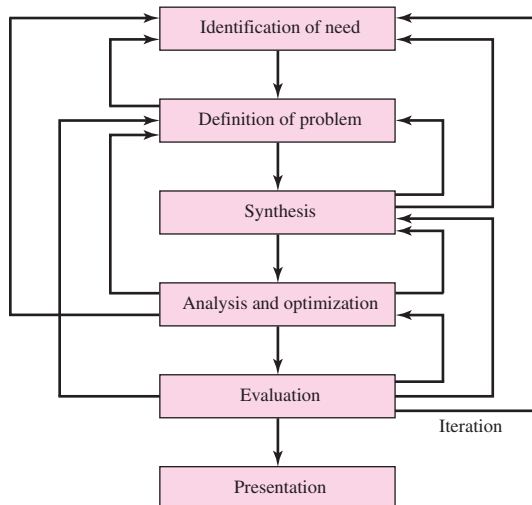 Identification of need
Definition of problem
Synthesis
Analysis and optimization
Evaluation
Iteration
Presentation